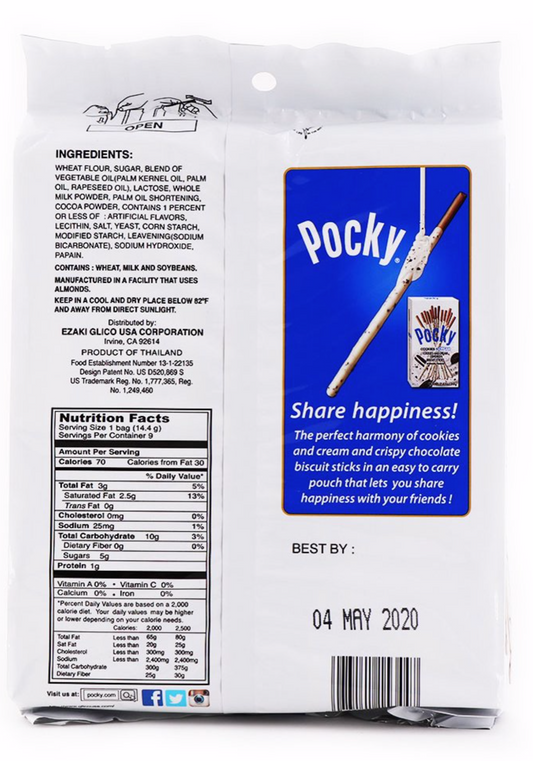 OPEN
INGREDIENTS:
WHEAT FLOUR, SUGAR, BLEND OF
VEGETABLE OIL(PALM KERNEL OIL, PALM
OIL, RAPESEED OIL), LACTOSE, WHOLE
MILK POWDER, PALM OIL SHORTENING,
COCOA POWDER, CONTAINS 1 PERCENT
OR LESS OF : ARTIFICIAL FLAVORS,
LECITHIN, SALT, YEAST, CORN STARCH,
MODIFIED STARCH, LEAVENING(SODIUM
BICARBONATE), SODIUM HYDROXIDE,
PAPAIN.
CONTAINS : WHEAT, MILK AND SOYBEANS.
MANUFACTURED IN A FACILITY THAT USES
ALMONDS.
KEEP IN A COOL AND DRY PLACE BELOW 82°F
AND AWAY FROM DIRECT SUNLIGHT.
Distributed by:
EZAKI GLICO USA CORPORATION
Irvine, CA 92614
PRODUCT OF THAILAND
Food Establishment Number 13-1-22135
Design Patent No. US D520,869 S
US Trademark Reg. No. 1,777,365, Reg.
No. 1,249,460
Nutrition Facts
Serving Size 1 bag (14.4 g)
Servings Per Container 9
Amount Per Serving
Calories 70 Calories from Fat 30
% Daily Value*
Total Fat 3g 5%
Saturated Fat 2.5g 13%
Trans Fat 0g
Cholesterol 0mg 0%
Sodium 25mg 1%
Total Carbohydrate 10g 3%
Dietary Fiber 0g 0%
Sugars 5g
Protein 1g
Vitamin A 0% • Vitamin C 0%
Calcium 0% • Iron 0%
*Percent Daily Values are based on a 2,000
calorie diet. Your daily values may be higher
or lower depending on your calorie needs.
Calories: 2,000 2,500
Total Fat Less than 65g 80g
Sat Fat Less than 20g 25g
Cholesterol Less than 300mg 300mg
Sodium Less than 2,400mg 2,400mg
Total Carbohydrate 300g 375g
Dietary Fiber 25g 30g
Visit us at: pocky.com
Pocky®
Pocky
Share happiness!
The perfect harmony of cookies
and cream and crispy chocolate
biscuit sticks in an easy to carry
pouch that lets you share
happiness with your friends !
BEST BY :
04 MAY 2020